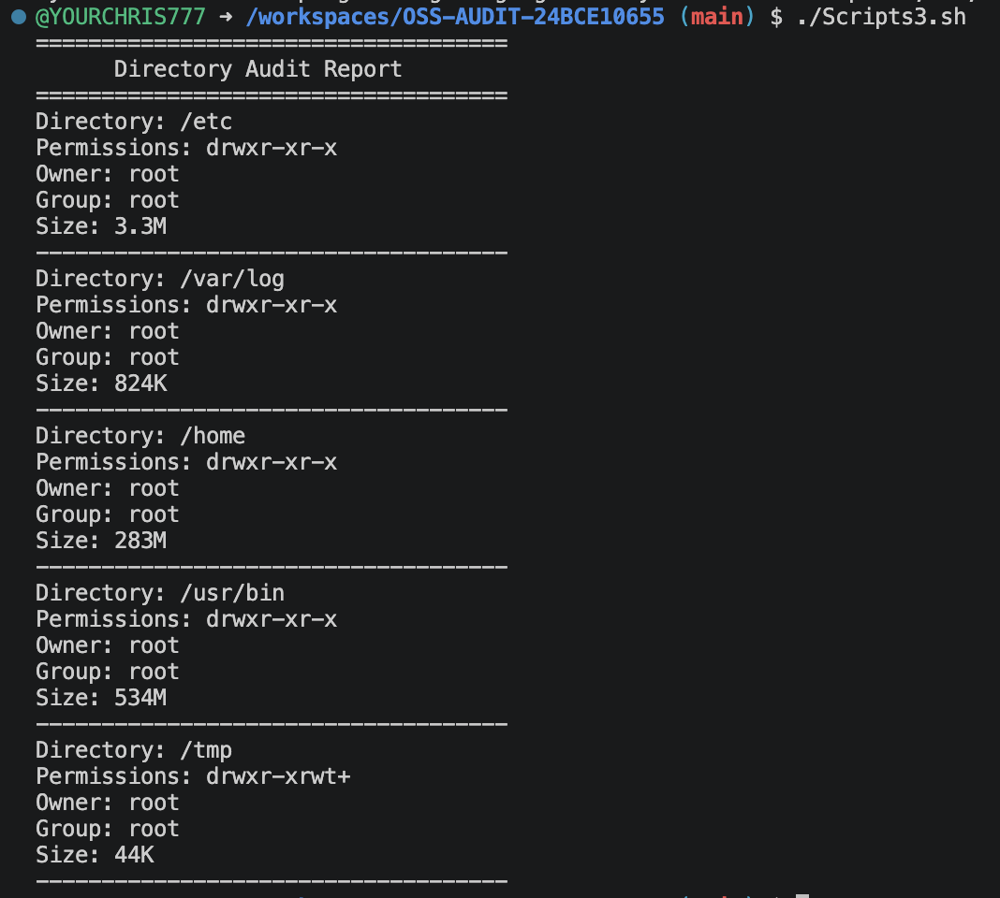 @YOURCHRIS777 ➜ /workspaces/OSS-AUDIT-24BCE10655 (main) $ ./Scripts3.sh
====================================
      Directory Audit Report
====================================
Directory: /etc
Permissions: drwxr-xr-x
Owner: root
Group: root
Size: 3.3M
------------------------------------
Directory: /var/log
Permissions: drwxr-xr-x
Owner: root
Group: root
Size: 824K
------------------------------------
Directory: /home
Permissions: drwxr-xr-x
Owner: root
Group: root
Size: 283M
------------------------------------
Directory: /usr/bin
Permissions: drwxr-xr-x
Owner: root
Group: root
Size: 534M
------------------------------------
Directory: /tmp
Permissions: drwxr-xrwt+
Owner: root
Group: root
Size: 44K
------------------------------------